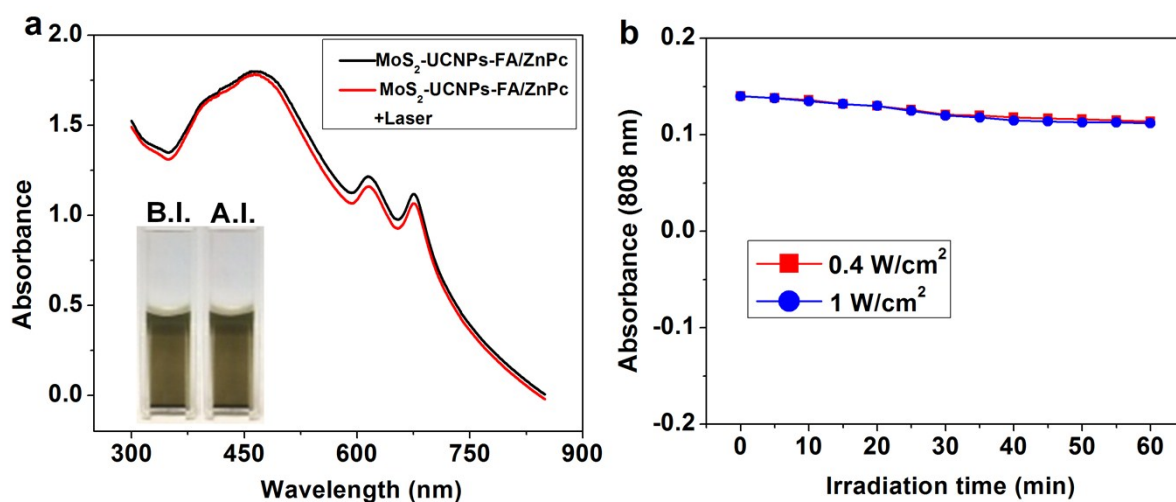 a
2.0
1.5
1.0
0.5
0.0
Absorbance
MoS2-UCNPs-FA/ZnPc
MoS2-UCNPs-FA/ZnPc
+Laser
B.I. A.I.
300 450 600 750 900
Wavelength (nm)
b
0.2
0.1
0.0
-0.1
-0.2
Absorbance (808 nm)
0.4 W/cm2
1 W/cm2
0 10 20 30 40 50 60
Irradiation time (min)